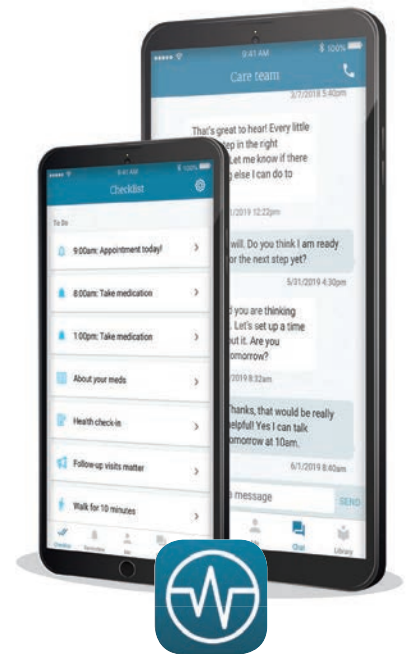 9:41 AM
100%
Checklist
To Do
9:00am: Appointment today!
8:00am: Take medication
1:00pm: Take medication
About your meds
Health check-in
Follow-up visits matter
Walk for 10 minutes
Checklist
9:41 AM
100%
Care team
3/7/2018 5:40pm
That's great to hear! Every little
tep in the right
Let me know if there
g else I can do to
/2019 12:22pm
will. Do you think I am ready
or the next step yet?
5/31/2019 4:30pm
d you are thinking
. Let's set up a time
ut it. Are you
omorrow?
/2019 8:32am
Thanks, that would be really
elpful! Yes I can talk
omorrow at 10am.
6/1/2019 8:40am
message
SEND
Chat
Library